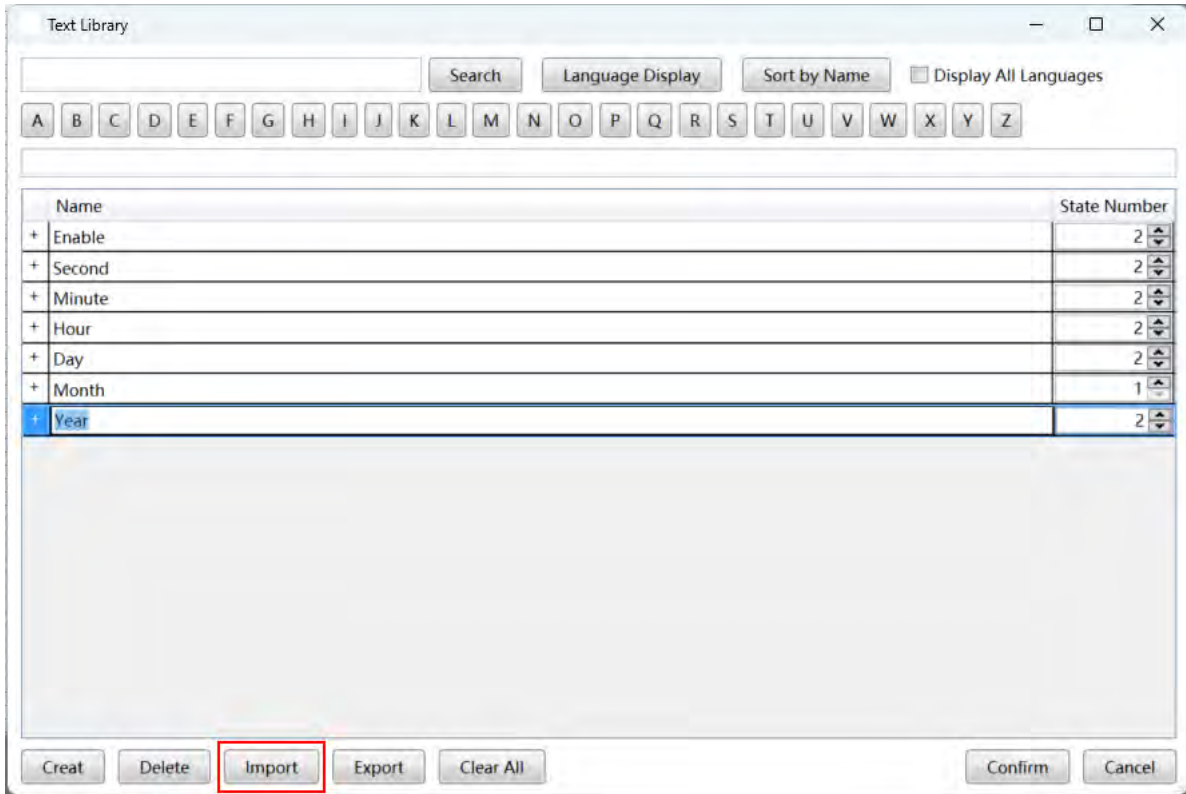 Text Library
Search Language Display Sort by Name Display All Languages
A B C D E F G H I J K L M N O P Q R S T U V W X Y Z
Name State Number
+ Enable 2
+ Second 2
+ Minute 2
+ Hour 2
+ Day 2
+ Month 1
+ Year 2
Creat Delete Import Export Clear All Confirm Cancel